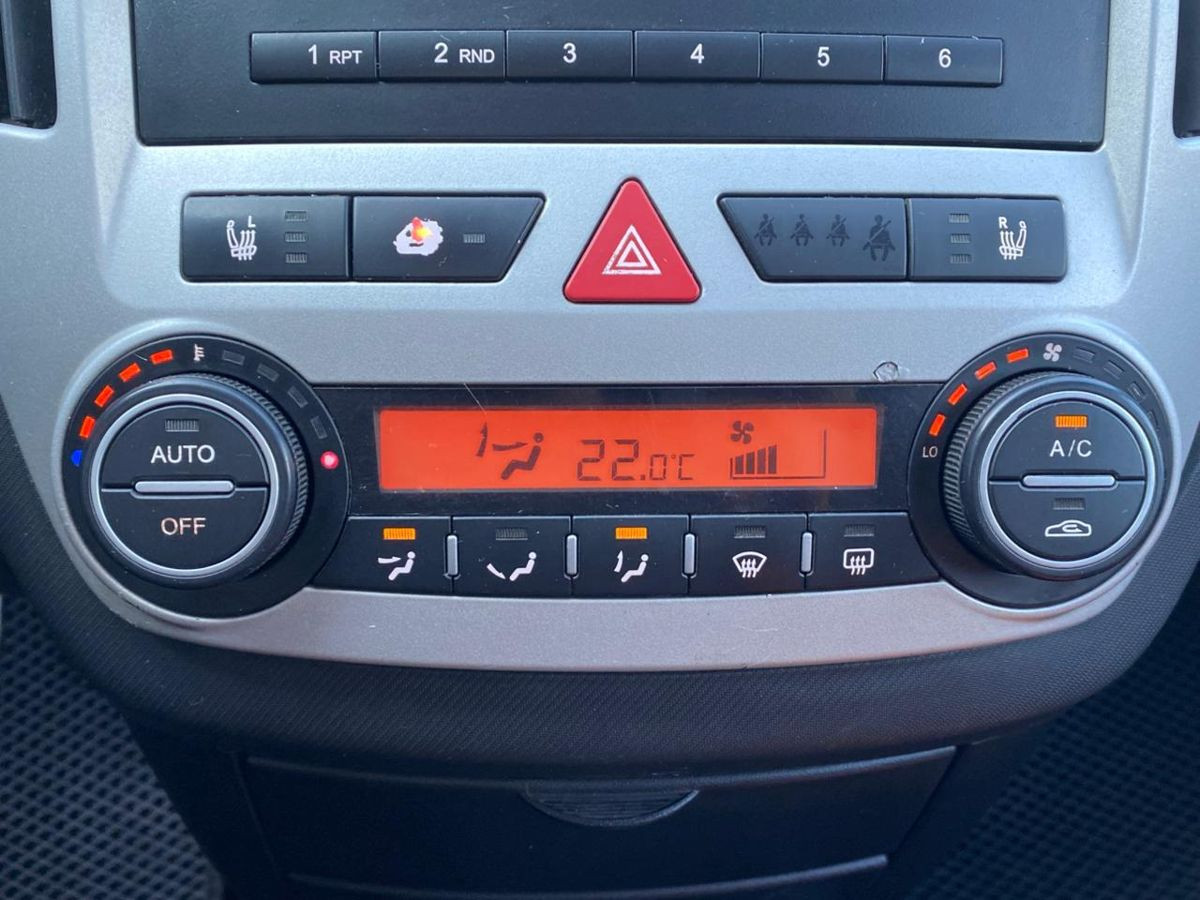 1 RPT 2 RND 3 4 5 6
L
R
AUTO
OFF
22.0°C
LO
A/C